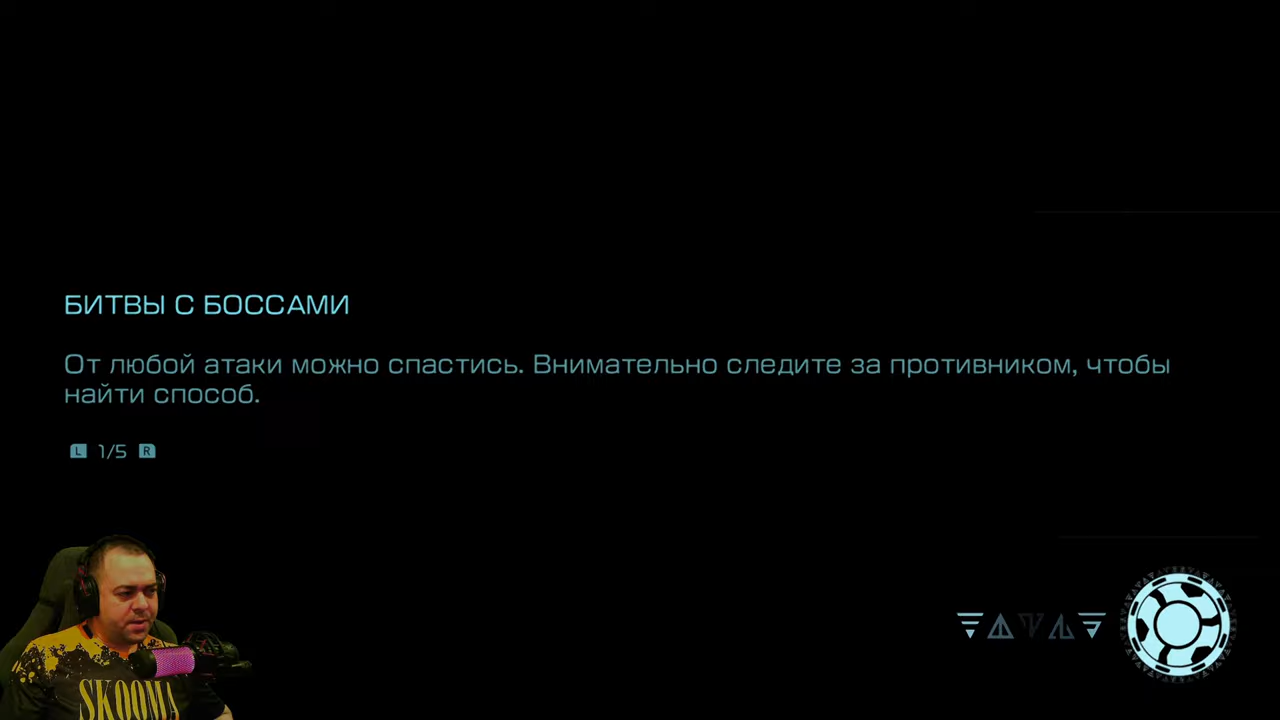 БИТВЫ С БОССАМИ
От любой атаки можно спастись. Внимательно следите за противником, чтобы
найти способ.
L 1/5 R
SKOOMA